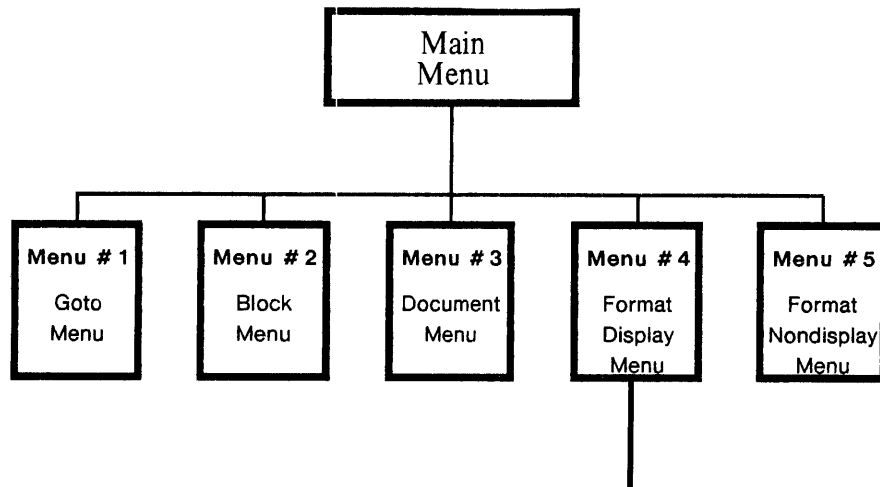 Main
Menu
Menu # 1
Goto
Menu
Menu # 2
Block
Menu
Menu # 3
Document
Menu
Menu # 4
Format
Display
Menu
Menu # 5
Format
Nondisplay
Menu